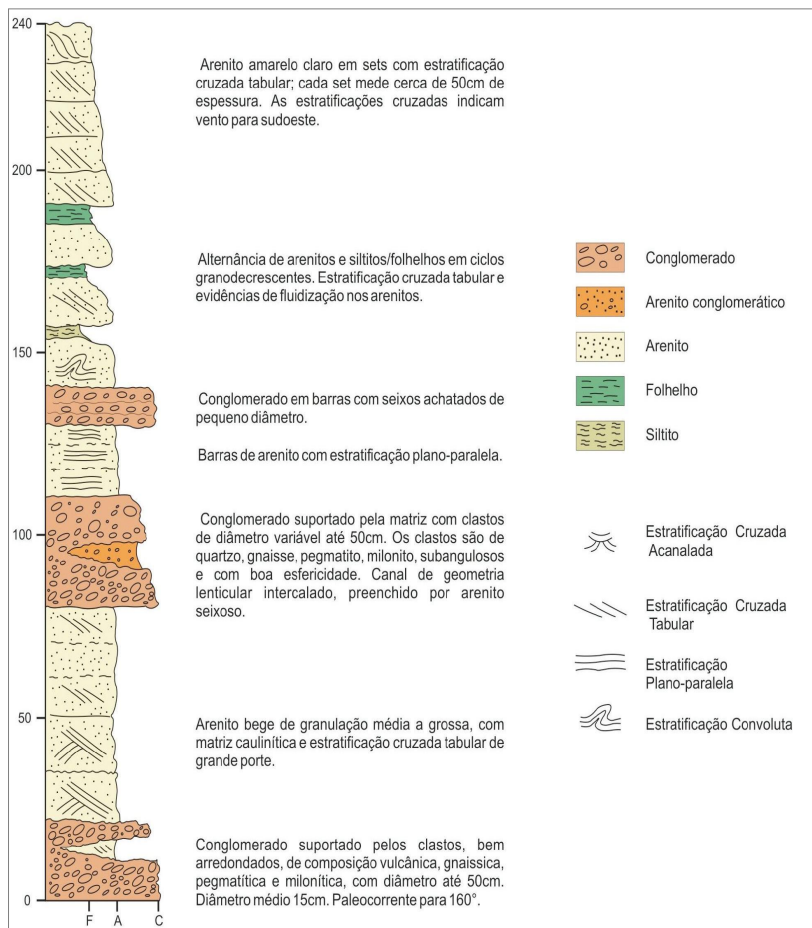 240
Arenito amarelo claro em sets com estratificação
cruzada tabular; cada set mede cerca de 50cm de
espessura. As estratificações cruzadas indicam
vento para sudoeste.
200
Alternância de arenitos e siltitos/folhelhos em ciclos
granodecrescentes. Estratificação cruzada tabular e
evidências de fluidização nos arenitos.
150
Conglomerado em barras com seixos achatados de
pequeno diâmetro.
Barras de arenito com estratificação plano-paralela.
100
Conglomerado suportado pela matriz com clastos
de diâmetro variável até 50cm. Os clastos são de
quartzo, gnaisse, pegmatito, milonito, subangulosos
e com boa esfericidade. Canal de geometria
lenticular intercalado, preenchido por arenito
seixoso.
50
Arenito bege de granulação média a grossa, com
matriz caulinítica e estratificação cruzada tabular de
grande porte.
Conglomerado suportado pelos clastos, bem
arredondados, de composição vulcânica, gnaissica,
pegmatítica e milonítica, com diâmetro até 50cm.
Diâmetro médio 15cm. Paleocorrente para 160°.
0
F A C
Conglomerado
Arenito conglomerático
Arenito
Folhelho
Siltito
Estratificação Cruzada
Acanalada
Estratificação Cruzada
Tabular
Estratificação
Plano-paralela
Estratificação Convoluta